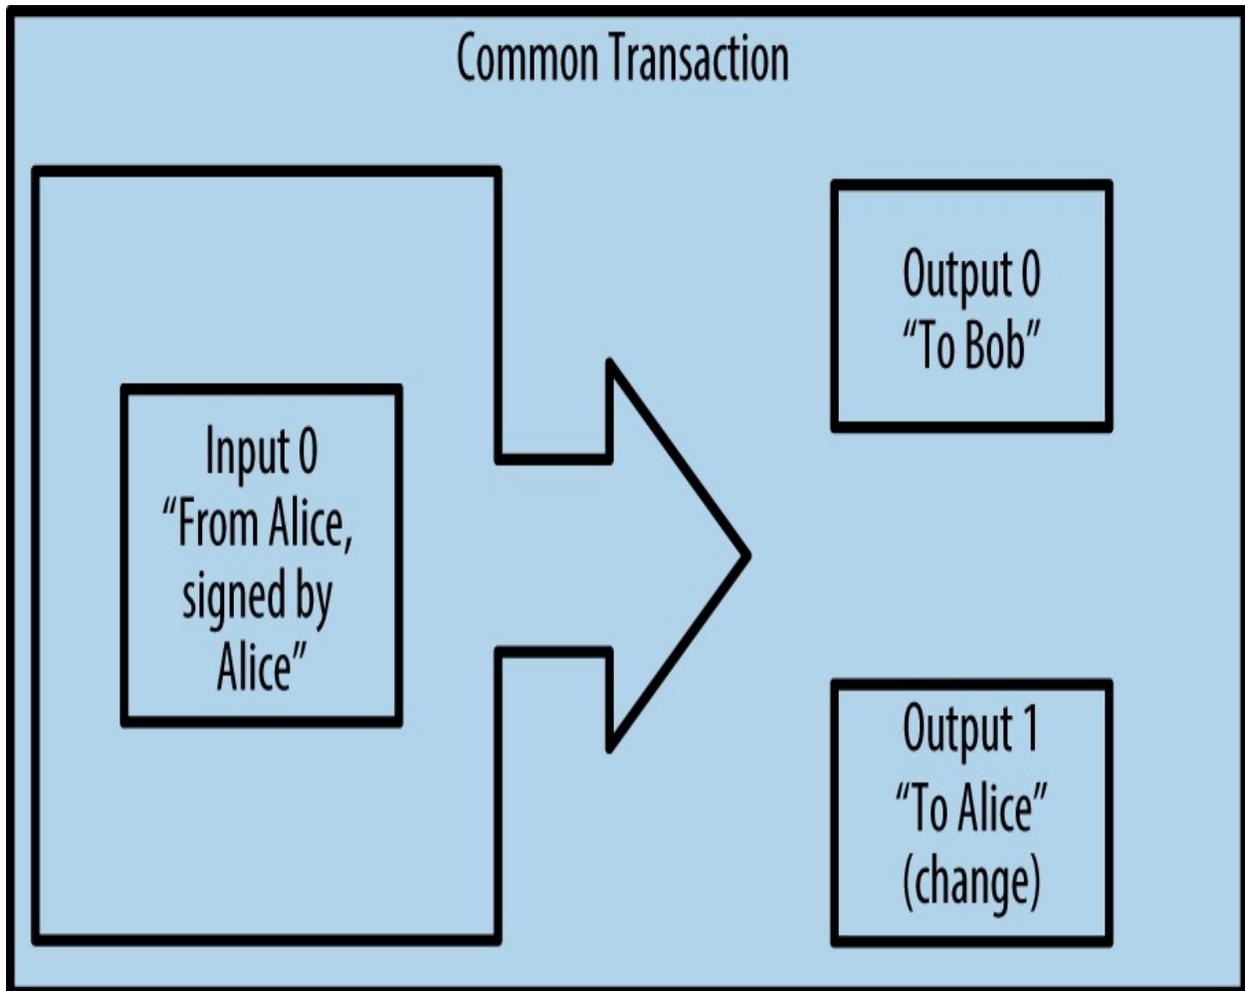 Common Transaction
Input 0
“From Alice,
signed by
Alice”
Output 0
“To Bob”
Output 1
“To Alice”
(change)